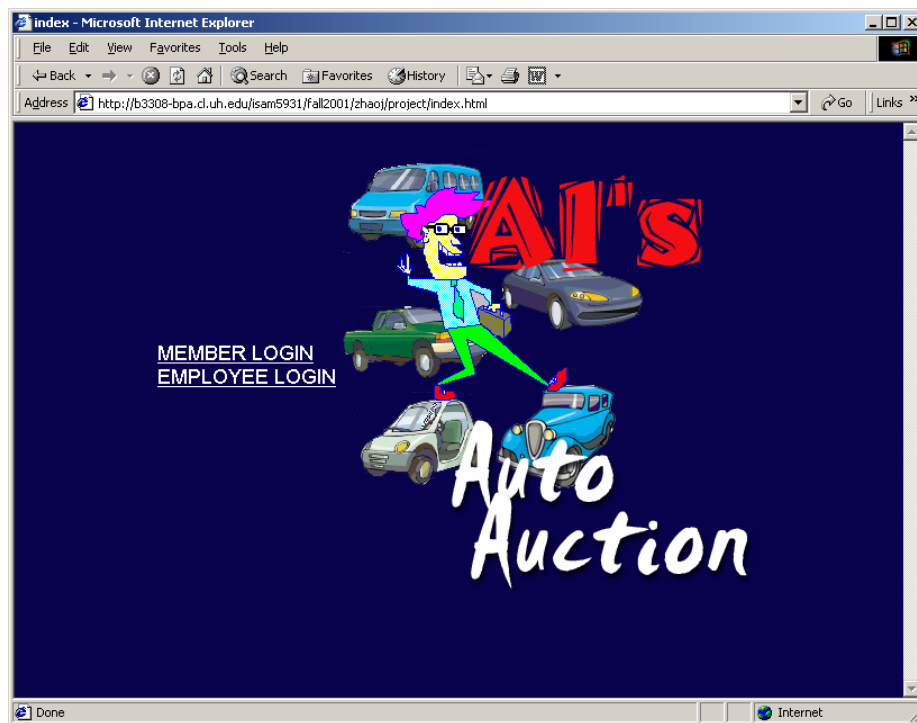 index - Microsoft Internet Explorer
File Edit View Favorites Tools Help
Back Search Favorites History
Address http://b3308-bpa.cl.uh.edu/isam5931/fall2001/zhaoj/project/index.html Go Links »
Al's
MEMBER LOGIN
EMPLOYEE LOGIN
Auto
Auction
Done Internet